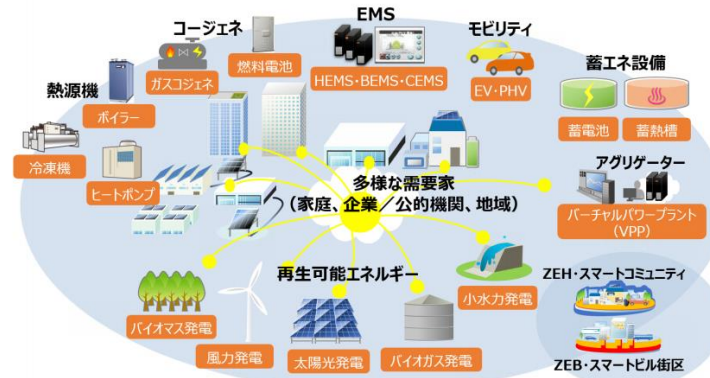 EMS
コージェネ
モビリティ
燃料電池
ガスコジェネ
HEMS・BEMS・CEMS
EV・PHV
蓄エネ設備
熱源機
ボイラー
蓄電池
蓄熱槽
冷凍機
ヒートポンプ
アグリゲーター
多様な需要家
(家庭、企業／公的機関、地域)
バーチャルパワープラント
(VPP)
再生可能エネルギー
小水力発電
ZEH・スマートコミュニティ
バイオマス発電
風力発電
太陽光発電
バイオガス発電
ZEB・スマートビル街区